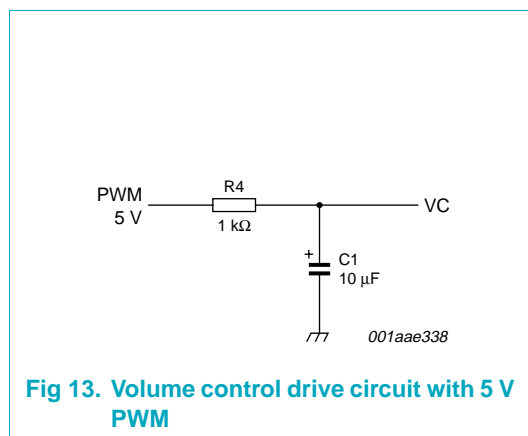 R4
PWM
5 V
VC
1 kΩ
+
C1
10 μF
001aae338
Fig 13. Volume control drive circuit with 5 V
PWM